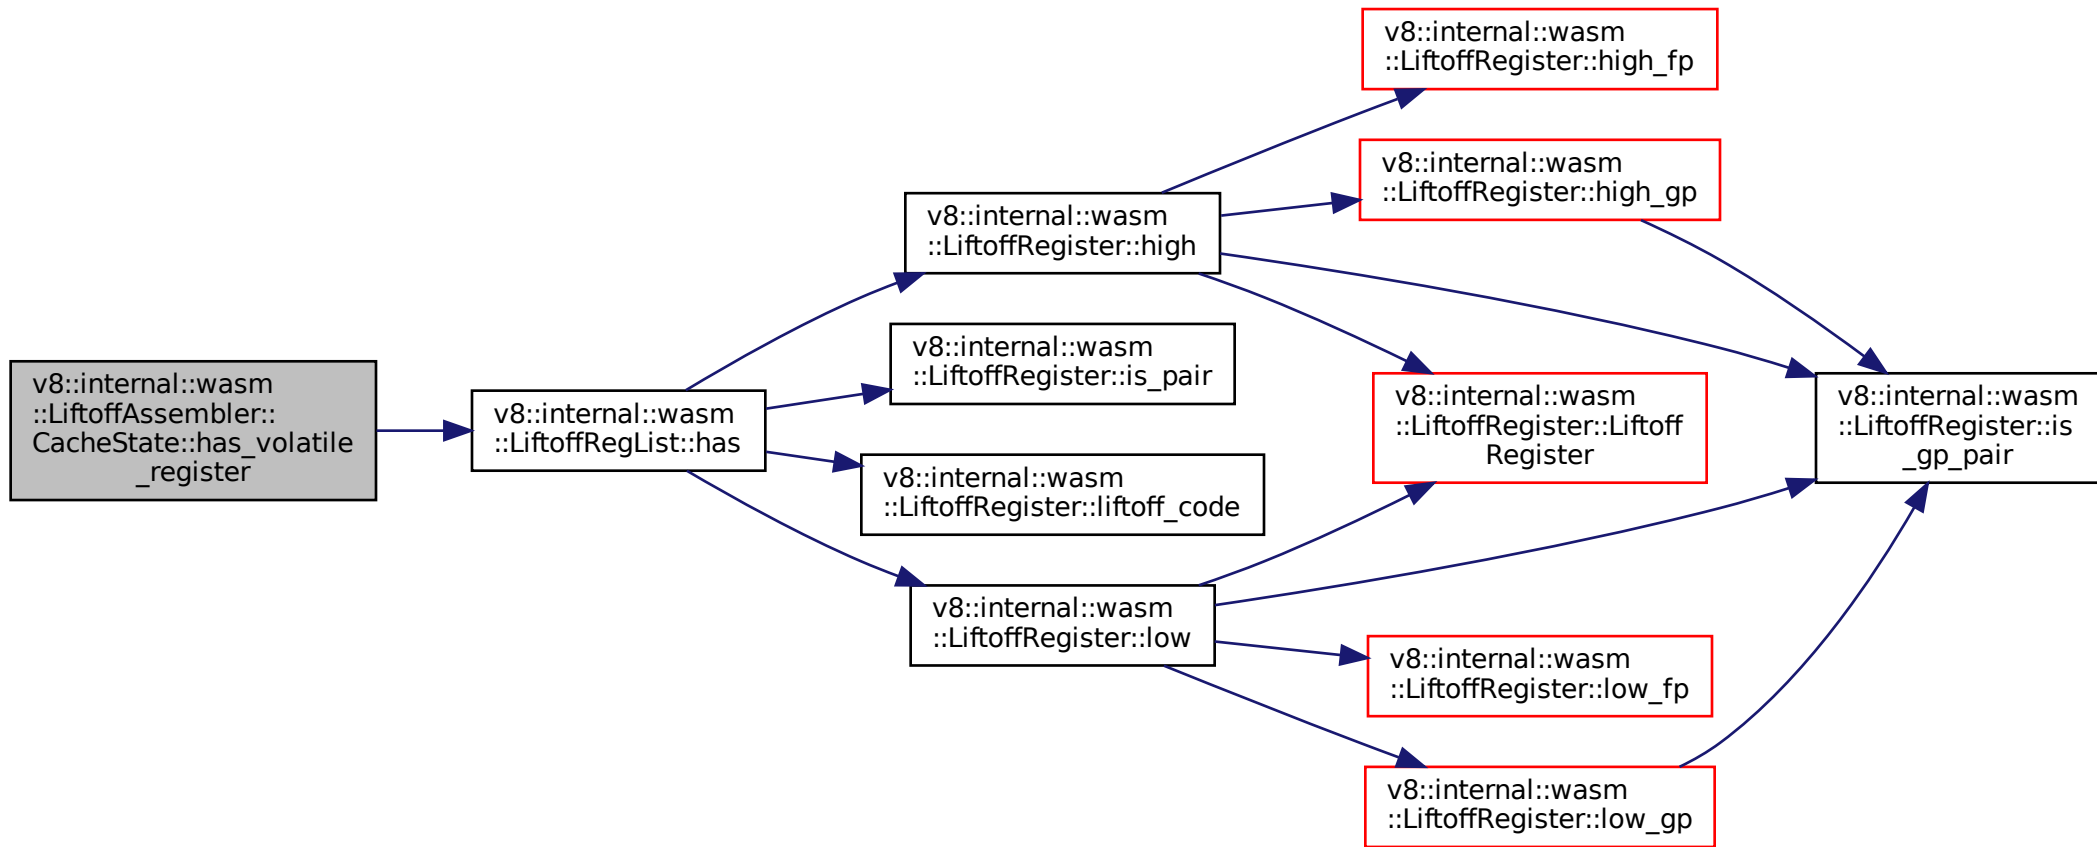 v8::internal::wasm
::LiftoffAssembler::
CacheState::has_volatile
_register
v8::internal::wasm
::LiftoffRegList::has
v8::internal::wasm
::LiftoffRegister::high
v8::internal::wasm
::LiftoffRegister::is_pair
v8::internal::wasm
::LiftoffRegister::liftoff_code
v8::internal::wasm
::LiftoffRegister::low
v8::internal::wasm
::LiftoffRegister::high_fp
v8::internal::wasm
::LiftoffRegister::high_gp
v8::internal::wasm
::LiftoffRegister::Liftoff
Register
v8::internal::wasm
::LiftoffRegister::low_fp
v8::internal::wasm
::LiftoffRegister::low_gp
v8::internal::wasm
::LiftoffRegister::is
_gp_pair